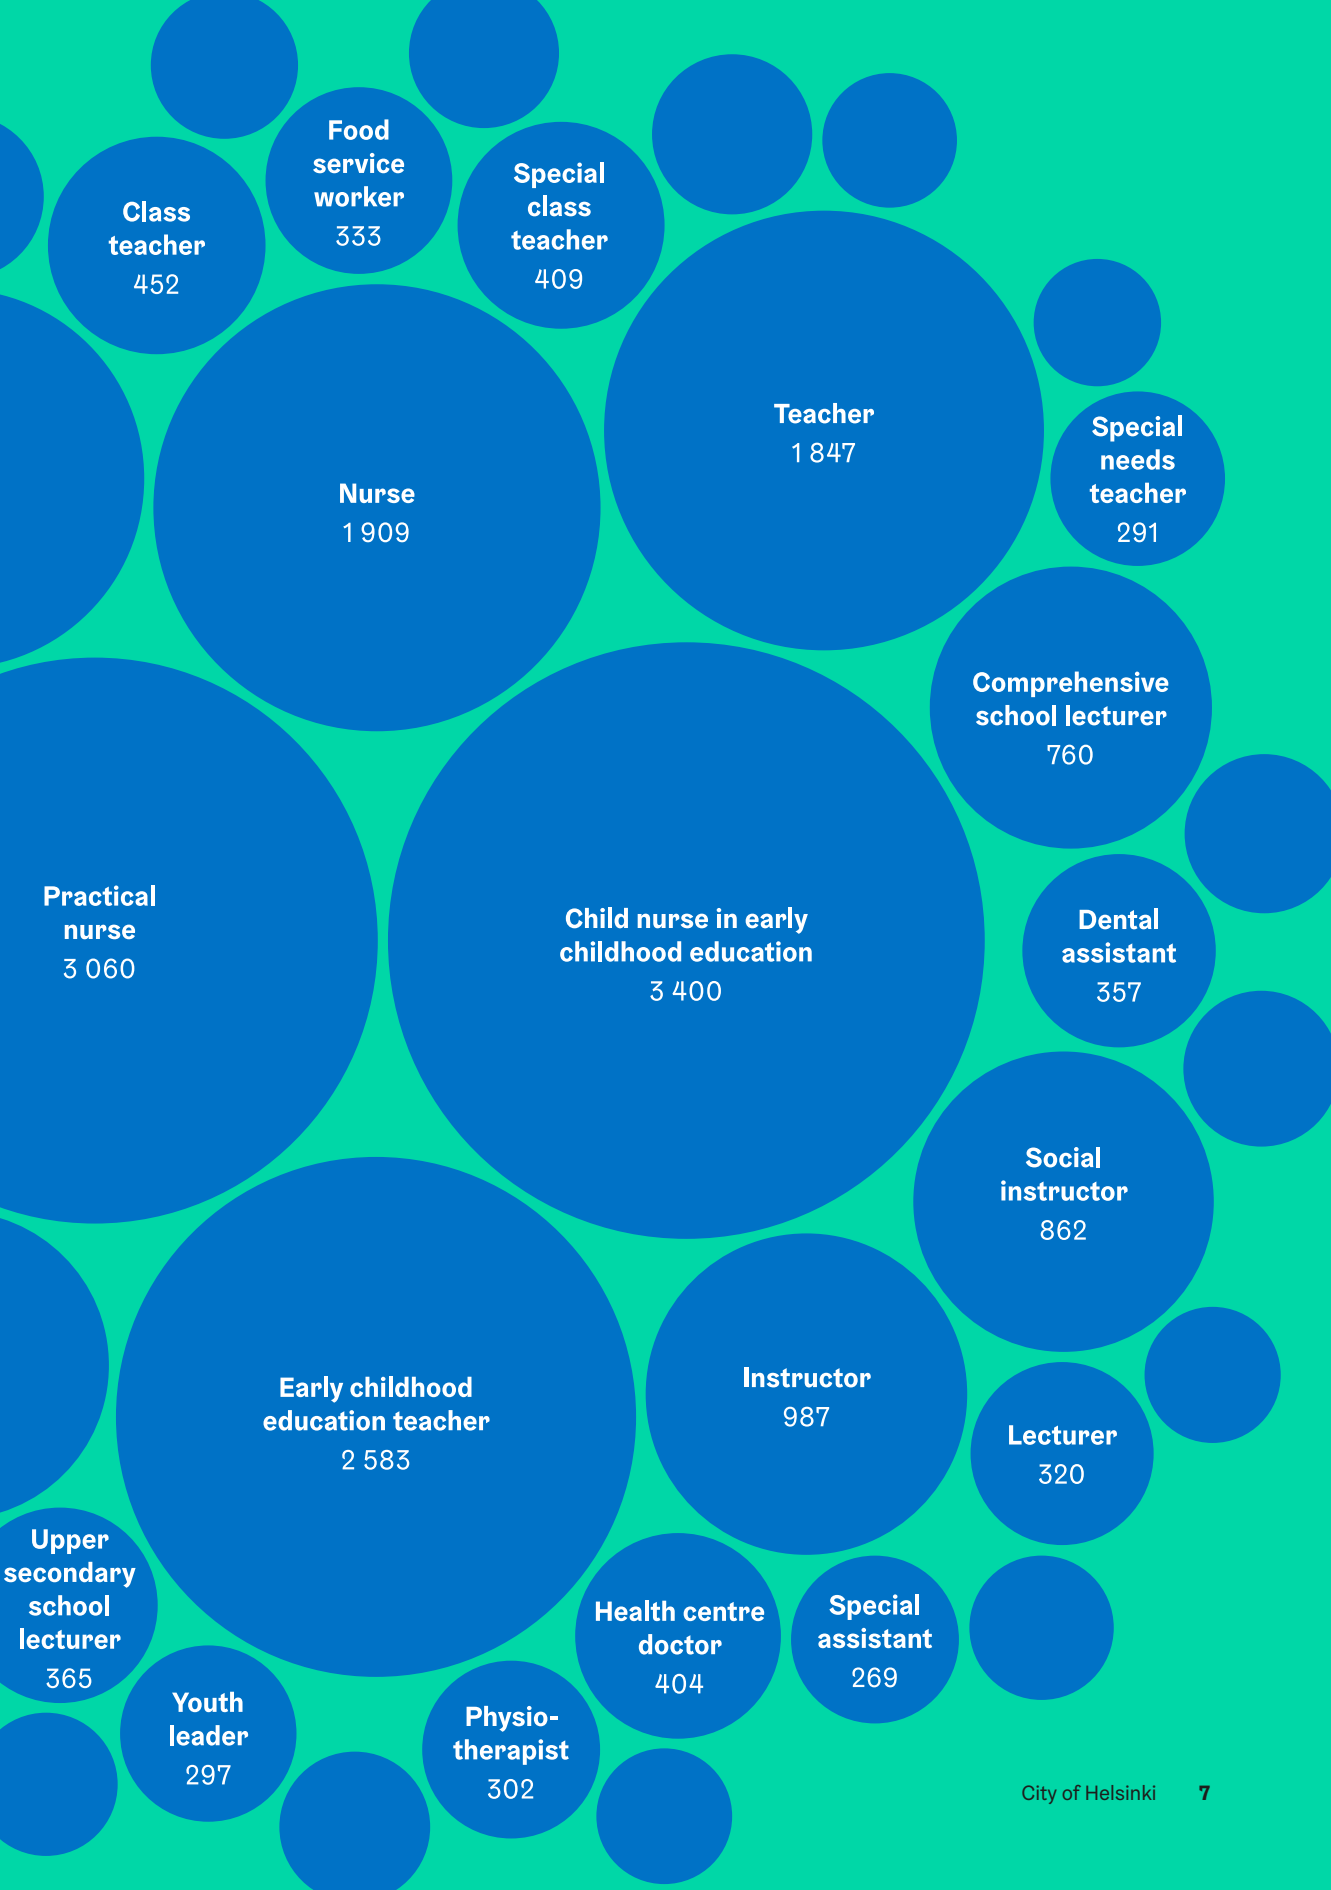 Food
service
worker
333
Special
class
teacher
409
Class
teacher
452
Teacher
1 847
Special
needs
teacher
291
Nurse
1 909
Comprehensive
school lecturer
760
Practical
nurse
3 060
Child nurse in early
childhood education
3 400
Dental
assistant
357
Social
instructor
862
Early childhood
education teacher
2 583
Instructor
987
Lecturer
320
Upper
secondary
school
lecturer
365
Health centre
doctor
404
Special
assistant
269
Youth
leader
297
Physio-
therapist
302
City of Helsinki 7